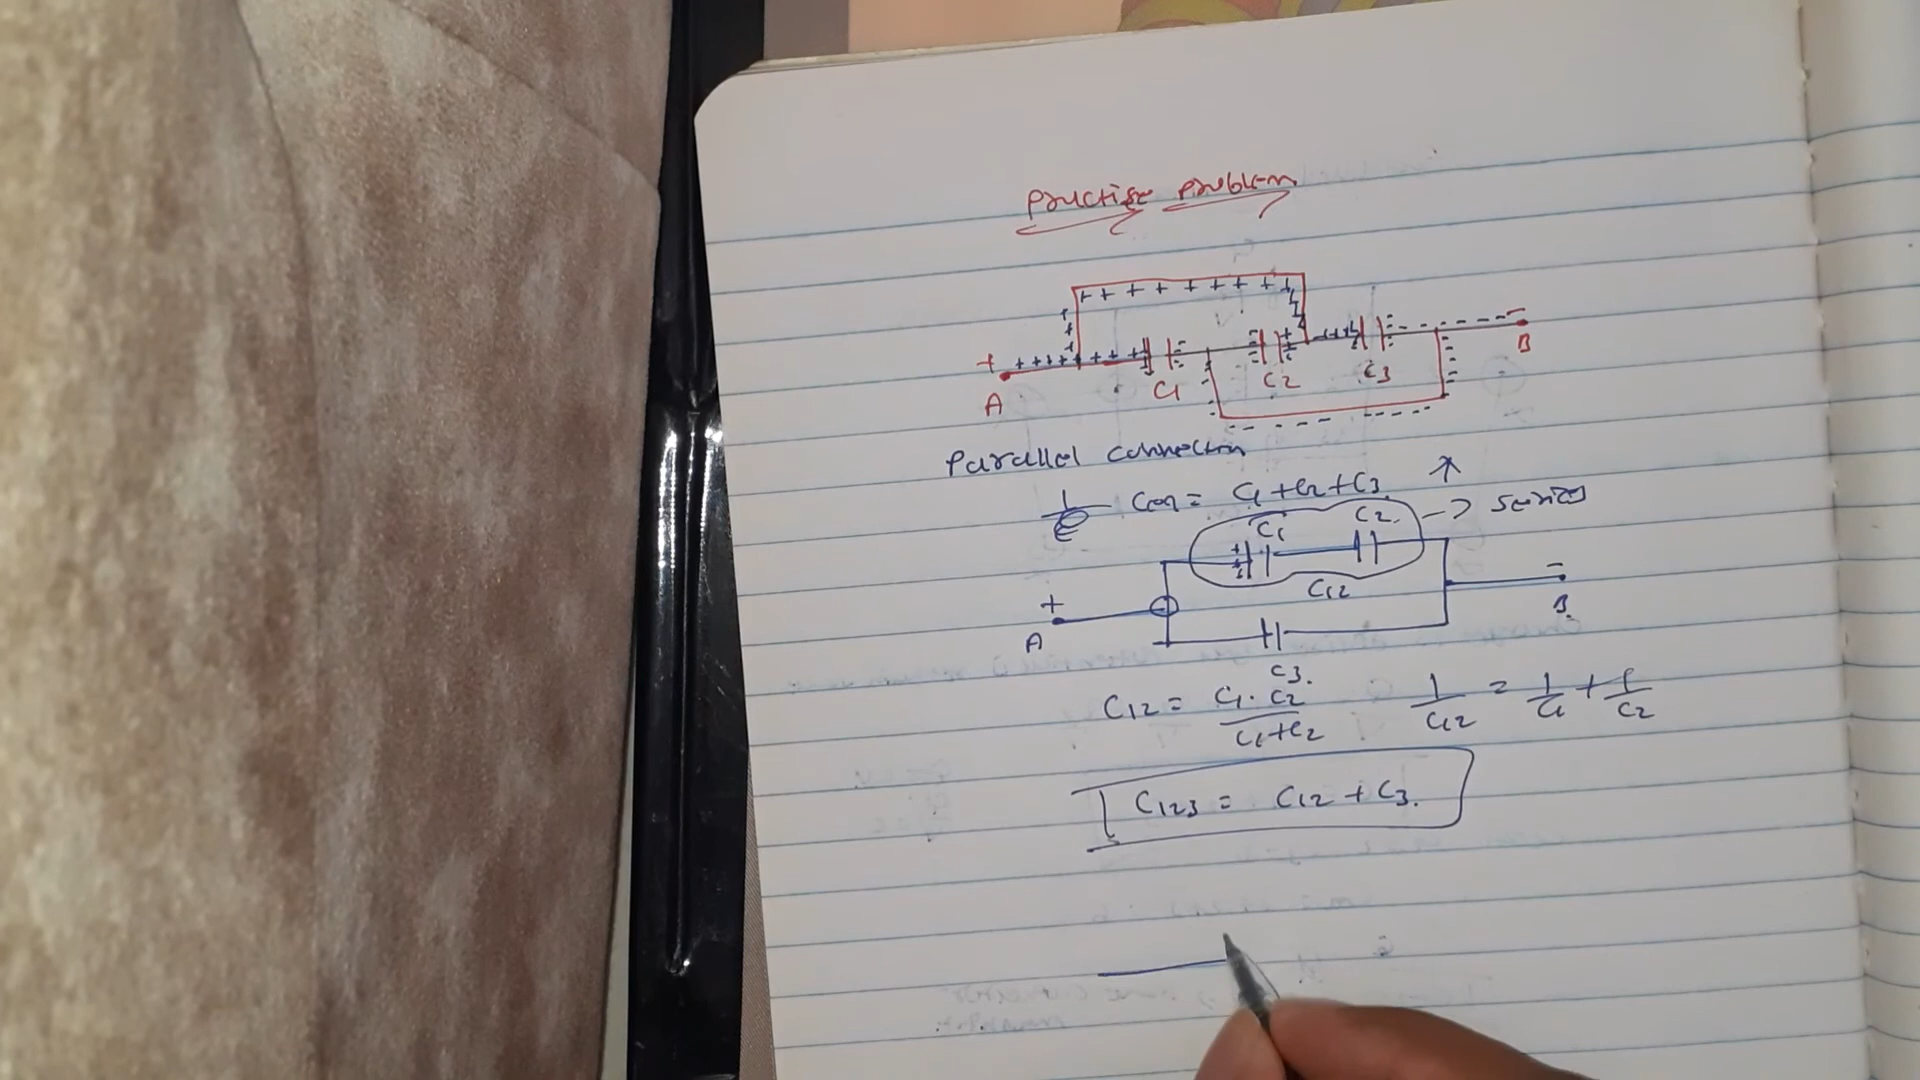 Practise problem
+ + + + + + + + +
+ + + + + + + + + - - - - - -
A C1 C2 C3 B
- - - - - - -
Parallel connection
Ceq = C1 + C2 + C3
C1 C2 -> series
C12
+ -
A B.
C3.
C12 = C1 . C2 / C1+C2 1/C12 = 1/C1 + 1/C2
C123 = C12 + C3.